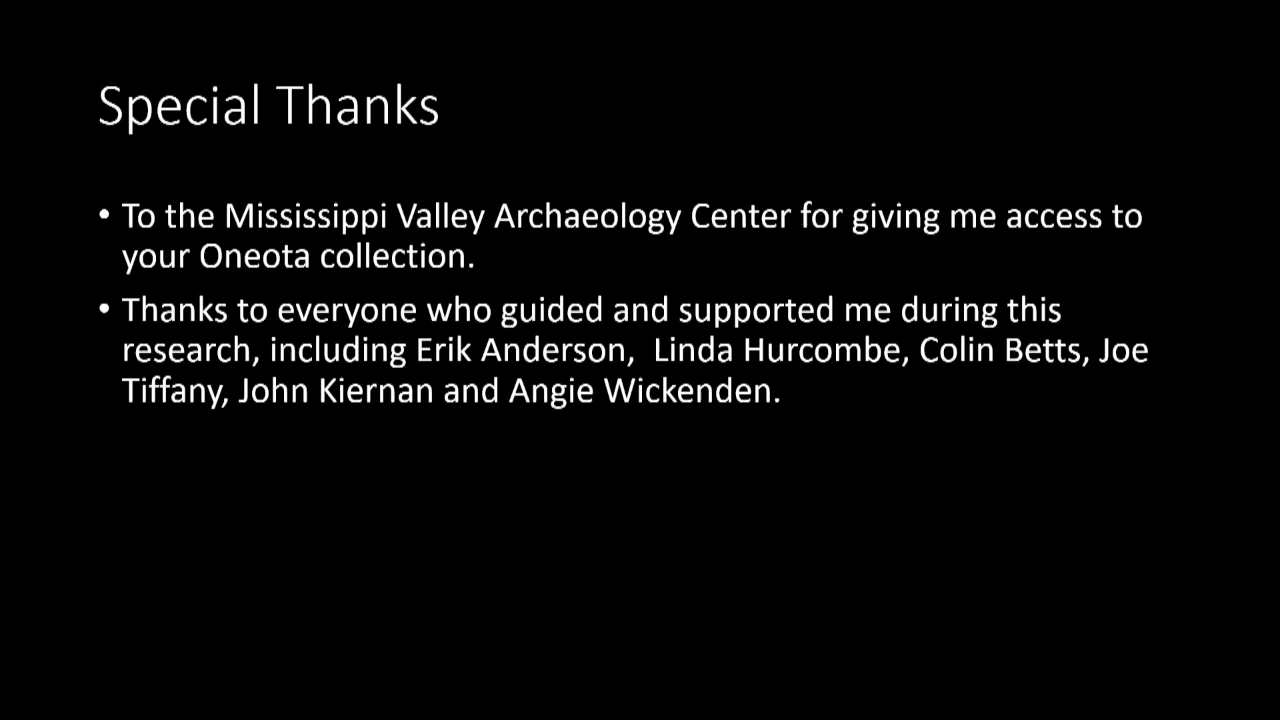 Special Thanks
• To the Mississippi Valley Archaeology Center for giving me access to
your Oneota collection.
• Thanks to everyone who guided and supported me during this
research, including Erik Anderson,  Linda Hurcombe, Colin Betts, Joe
Tiffany, John Kiernan and Angie Wickenden.